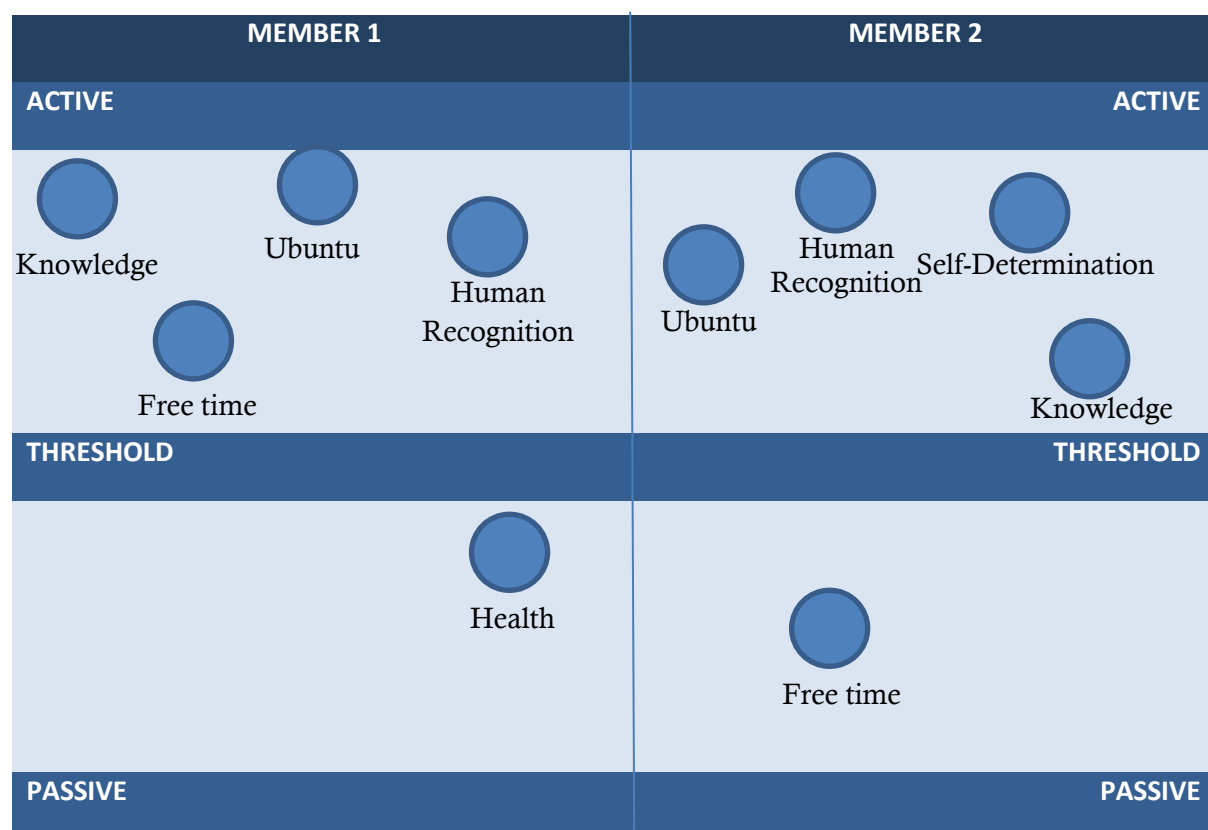 MEMBER 1
MEMBER 2
ACTIVE
ACTIVE
Knowledge
Ubuntu
Human
Recognition
Free time
Human
Recognition
Self-Determination
Ubuntu
Knowledge
THRESHOLD
THRESHOLD
Health
Free time
PASSIVE
PASSIVE